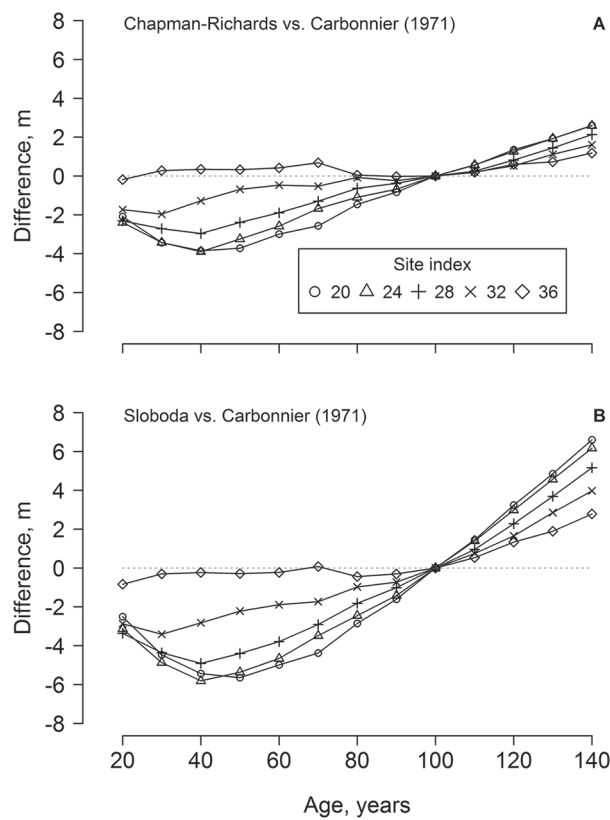 Chapman-Richards vs. Carbonnier (1971)
A
8
6
4
2
0
-2
-4
-6
-8
Difference, m
Site index
20 24 28 32 36
Sloboda vs. Carbonnier (1971)
B
8
6
4
2
0
-2
-4
-6
-8
Difference, m
20 40 60 80 100 120 140
Age, years